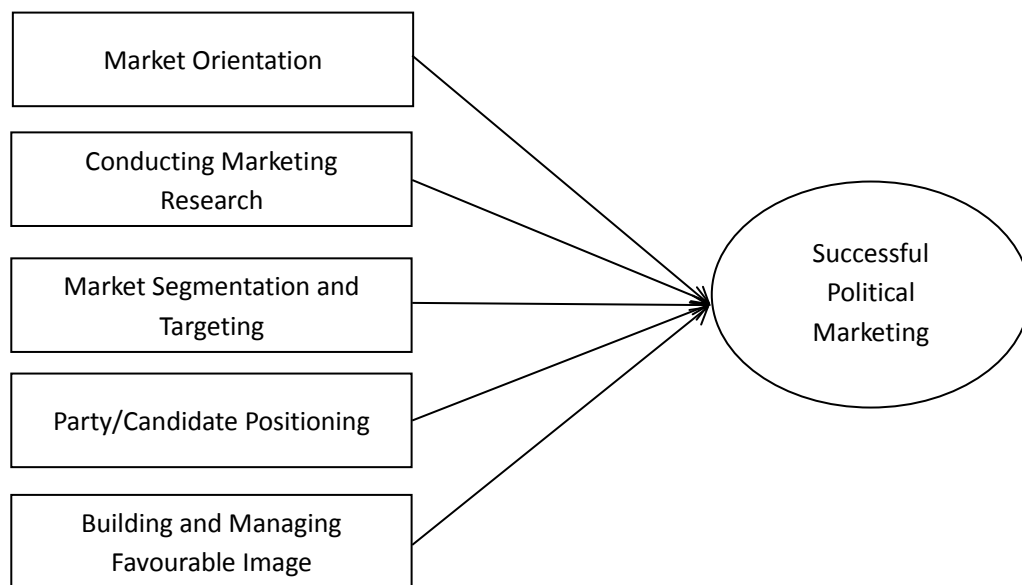 Market Orientation
Conducting Marketing
Research
Market Segmentation and
Targeting
Party/Candidate Positioning
Building and Managing
Favourable Image
Successful
Political
Marketing